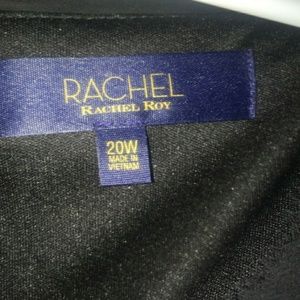 RACHEL
RACHEL ROY
20W
MADE IN
VIETNAM